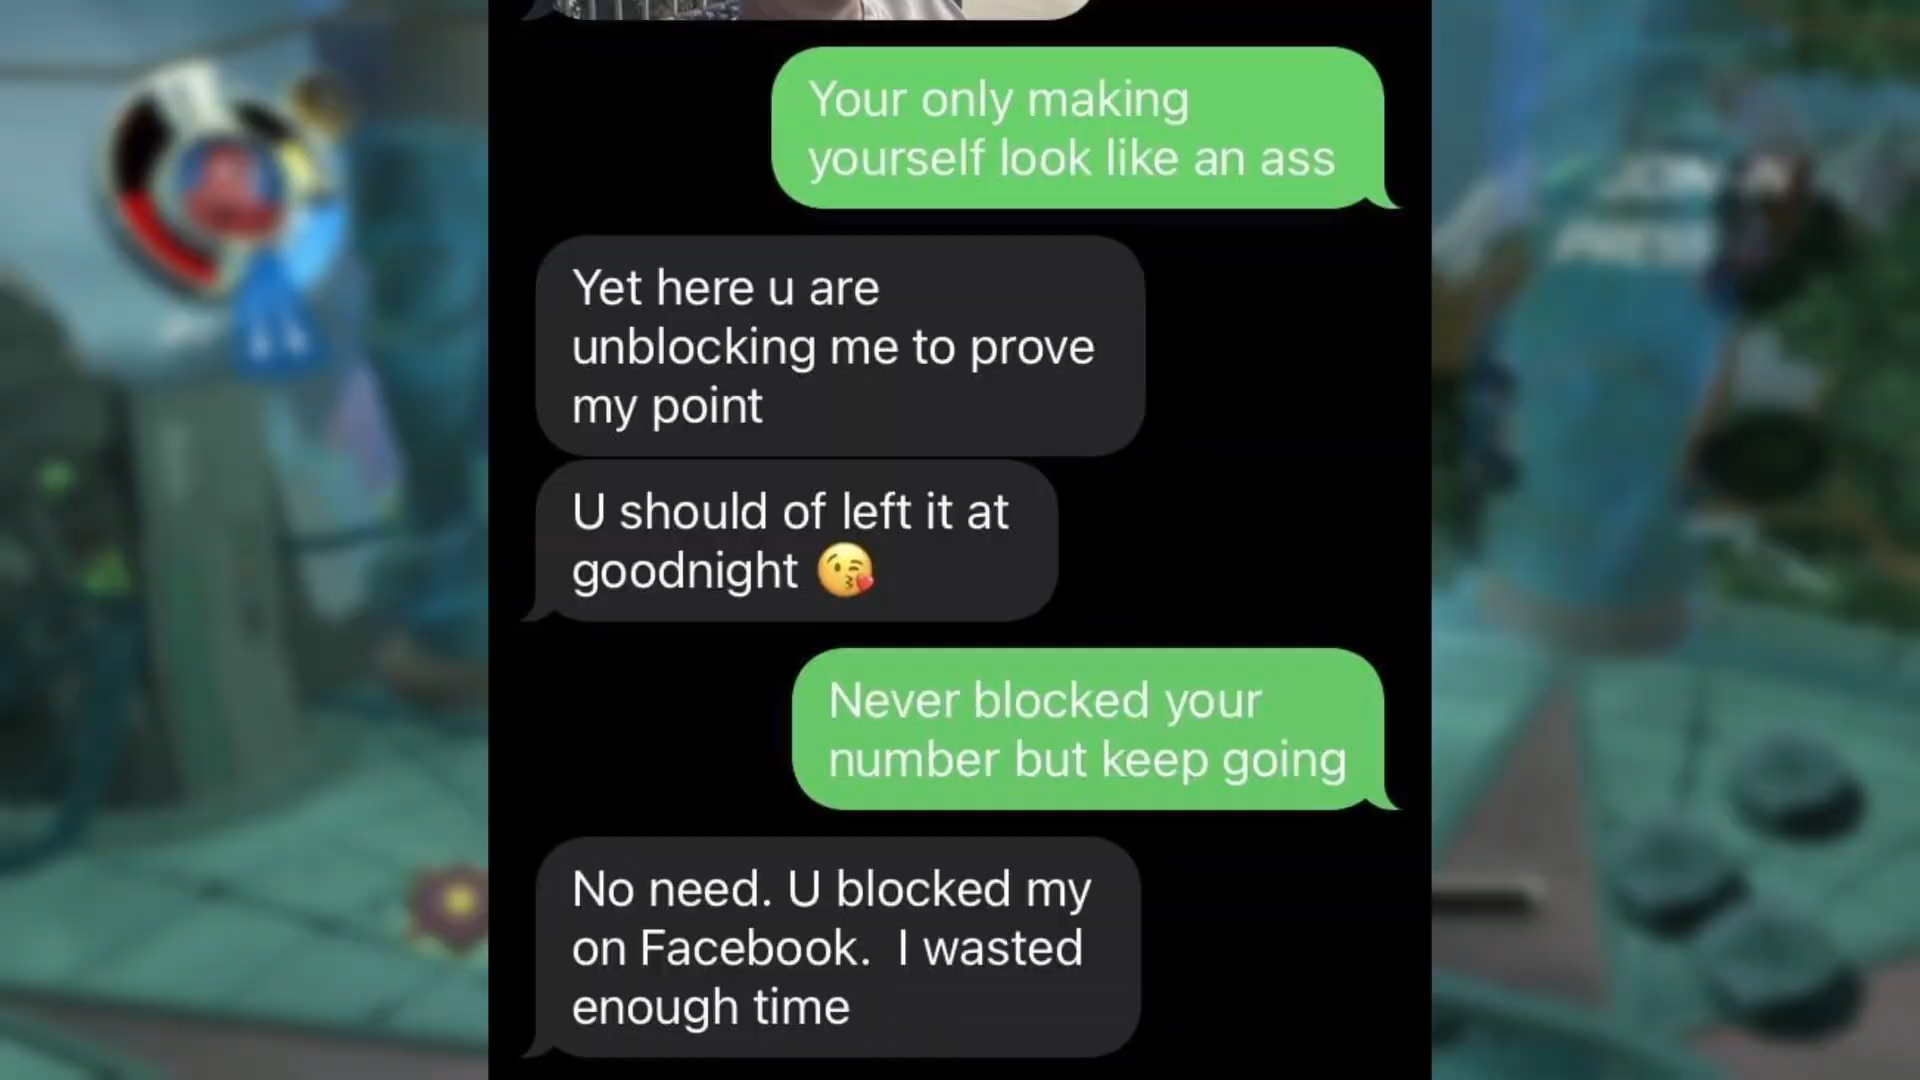 Your only making
yourself look like an ass
Yet here u are
unblocking me to prove
my point
U should of left it at
goodnight 😘
Never blocked your
number but keep going
No need. U blocked my
on Facebook.  I wasted
enough time